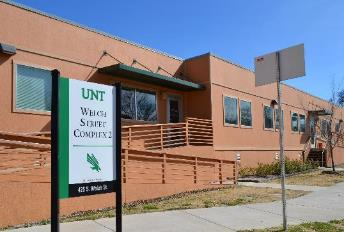 UNT
WELCH
STREET
COMPLEX 2
425 S. Welch St.